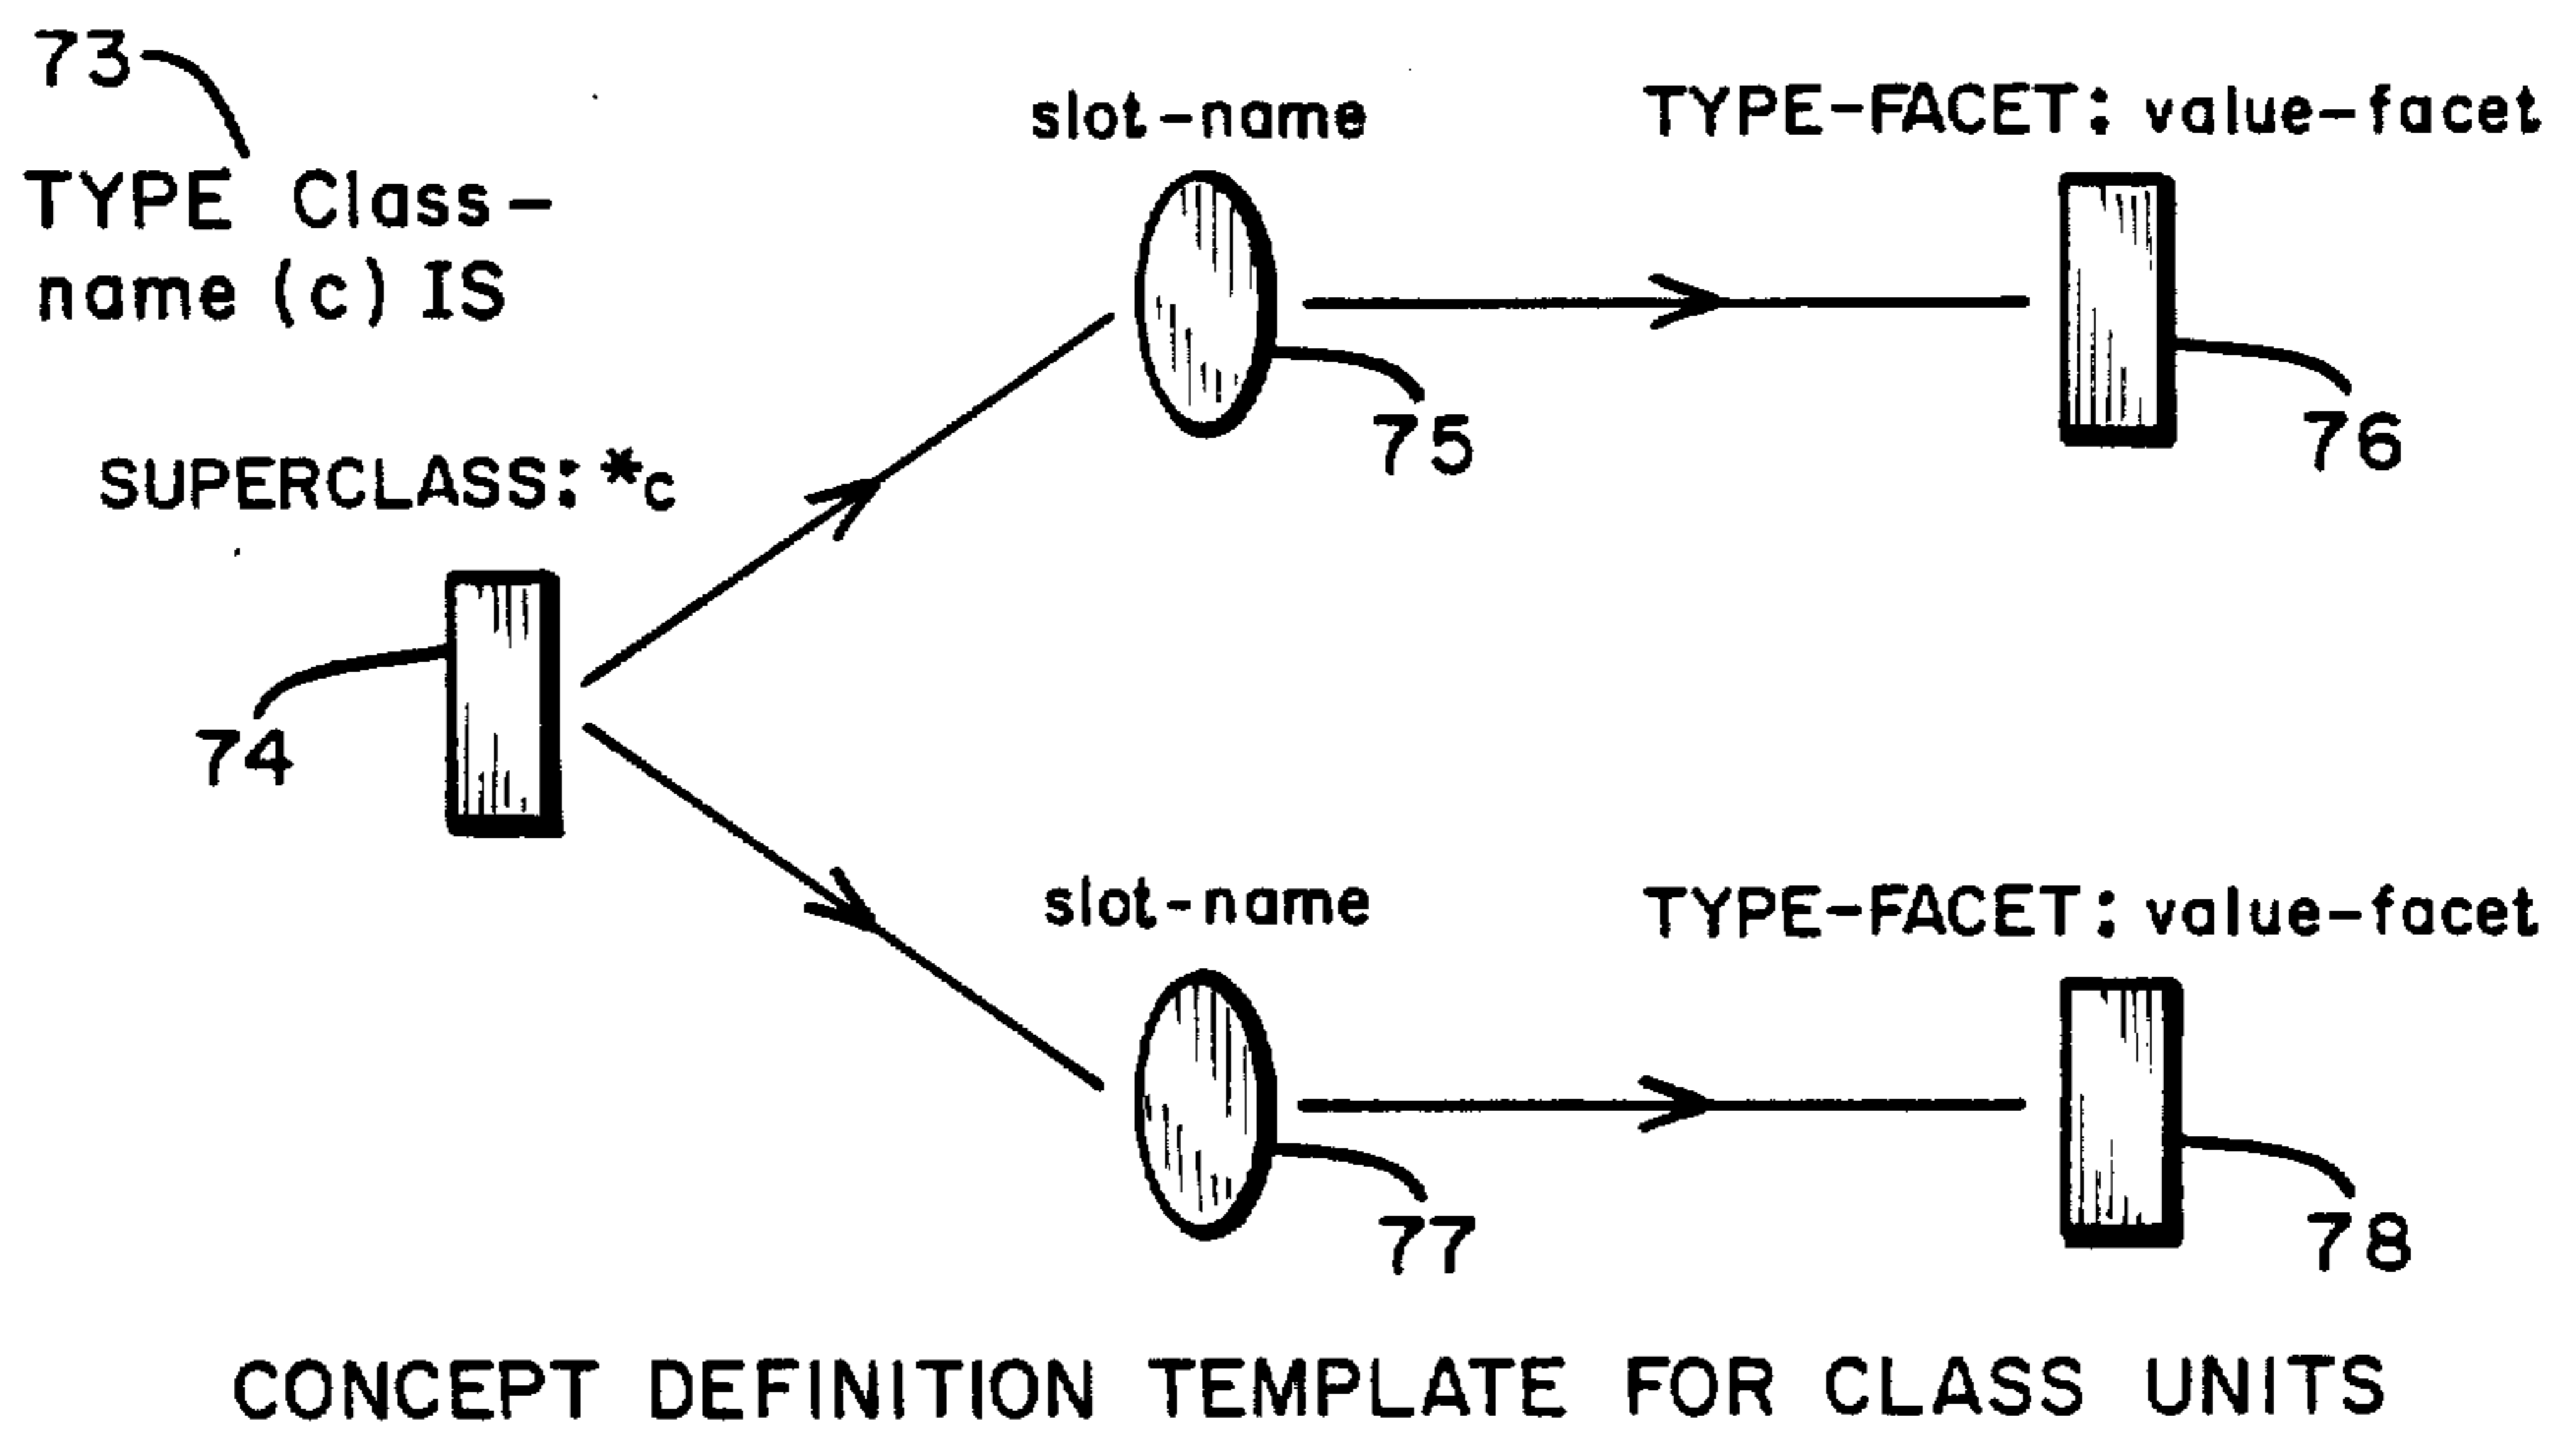 73
TYPE Class-
name (c) IS
slot-name
TYPE-FACET: value-facet
75
76
SUPERCLASS: *c
74
slot-name
TYPE-FACET: value-facet
77
78
CONCEPT DEFINITION TEMPLATE FOR CLASS UNITS